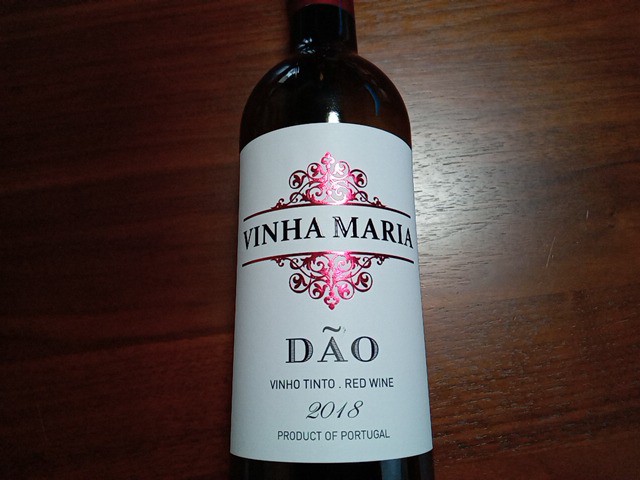 VINHA MARIA
DÃO
VINHO TINTO . RED WINE
2018
PRODUCT OF PORTUGAL